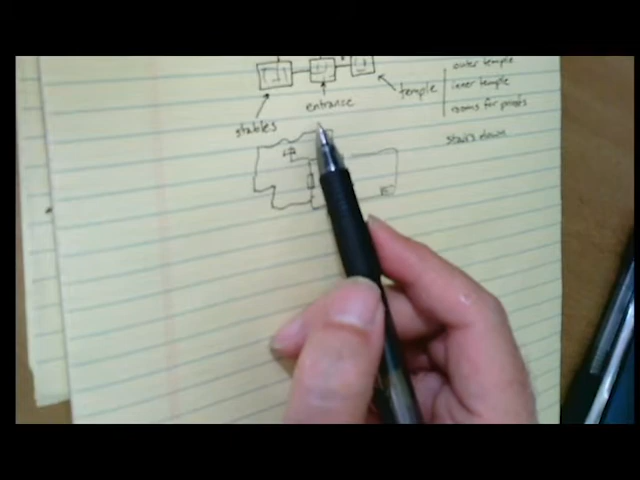 outer temple
inner temple
temple
rooms for priests
entrance
stables
stairs down